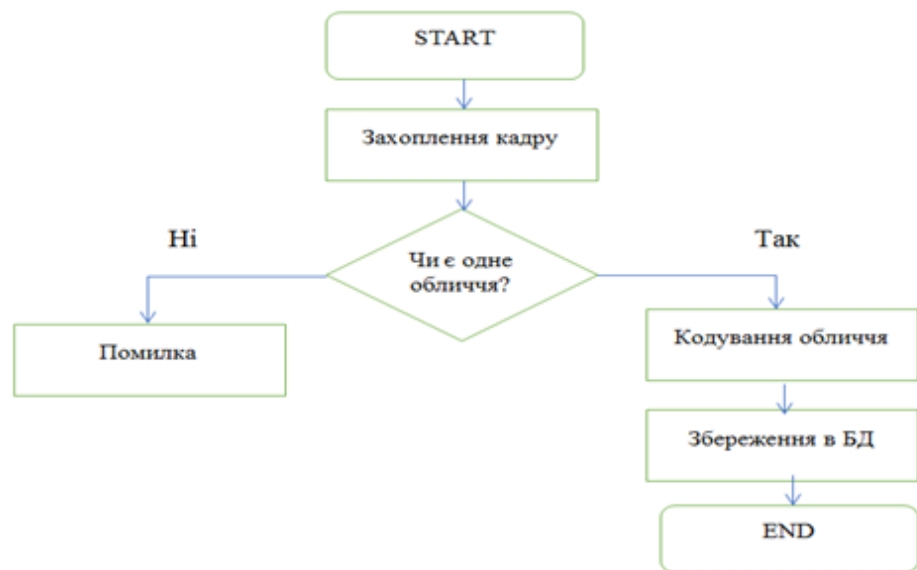 START
Захоплення кадру
Ні
Так
Чи є одне
обличчя?
Помилка
Кодування обличчя
Збереження в БД
END